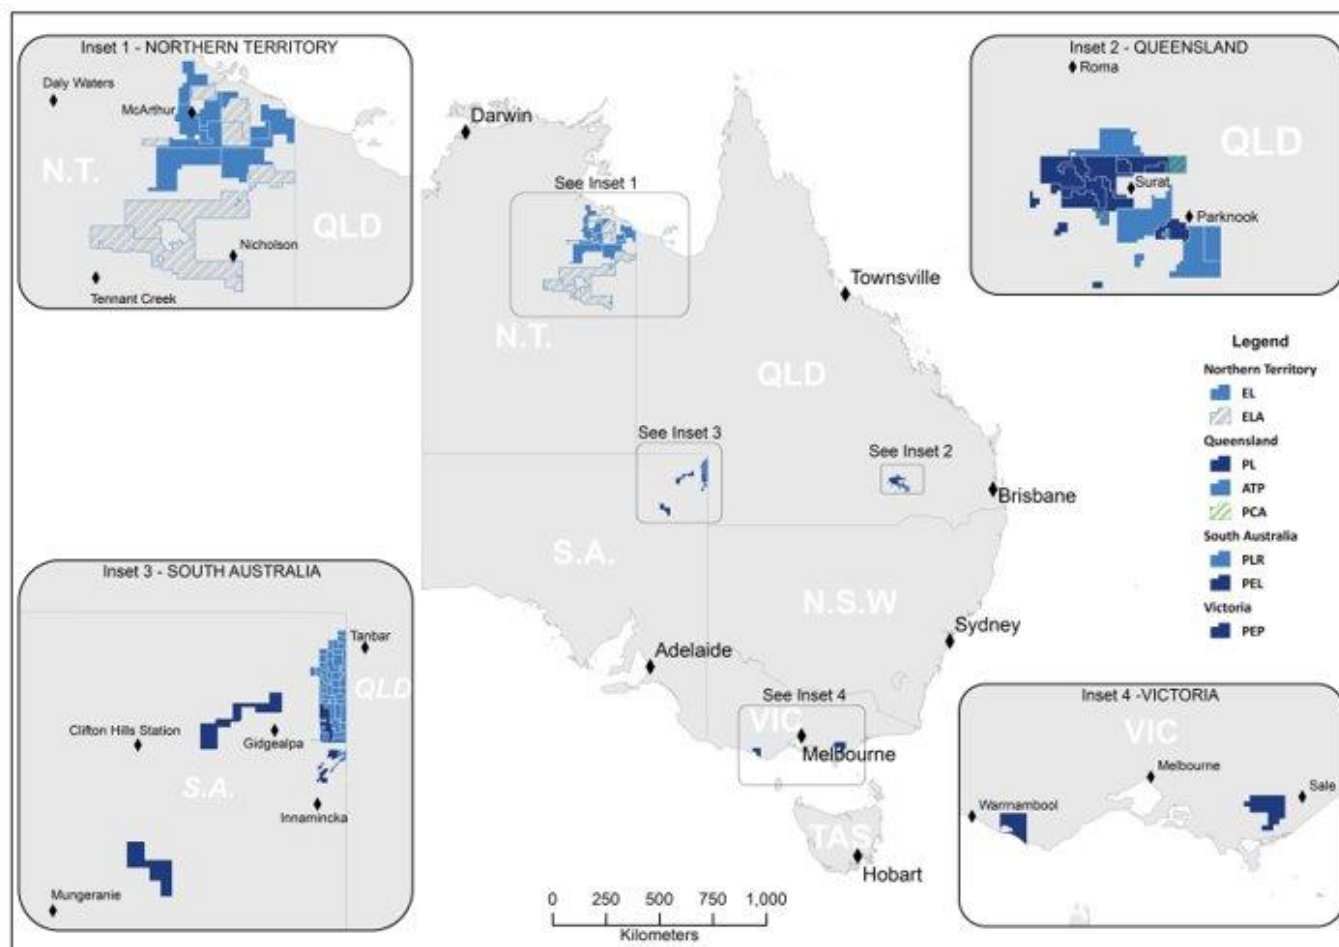 Inset 1 - NORTHERN TERRITORY
Daly Waters
McArthur
N.T.
QLD
Nicholson
Tennant Creek
Inset 2 - QUEENSLAND
Roma
QLD
Surat
Parknook
Darwin
See Inset 1
Townsville
N.T.
QLD
See Inset 3
See Inset 2
Brisbane
S.A.
N.S.W
Sydney
Adelaide
See Inset 4
VIC
Melbourne
TAS
Hobart
0 250 500 750 1,000
Kilometers
Legend
Northern Territory
EL
ELA
Queensland
PL
ATP
PCA
South Australia
PLR
PEL
Victoria
PEP
Inset 3 - SOUTH AUSTRALIA
Tanbar
QLD
Clifton Hills Station
Gidgealpa
S.A.
Innamincka
Mungeranie
Inset 4 -VICTORIA
VIC
Melbourne
Sale
Warrnambool